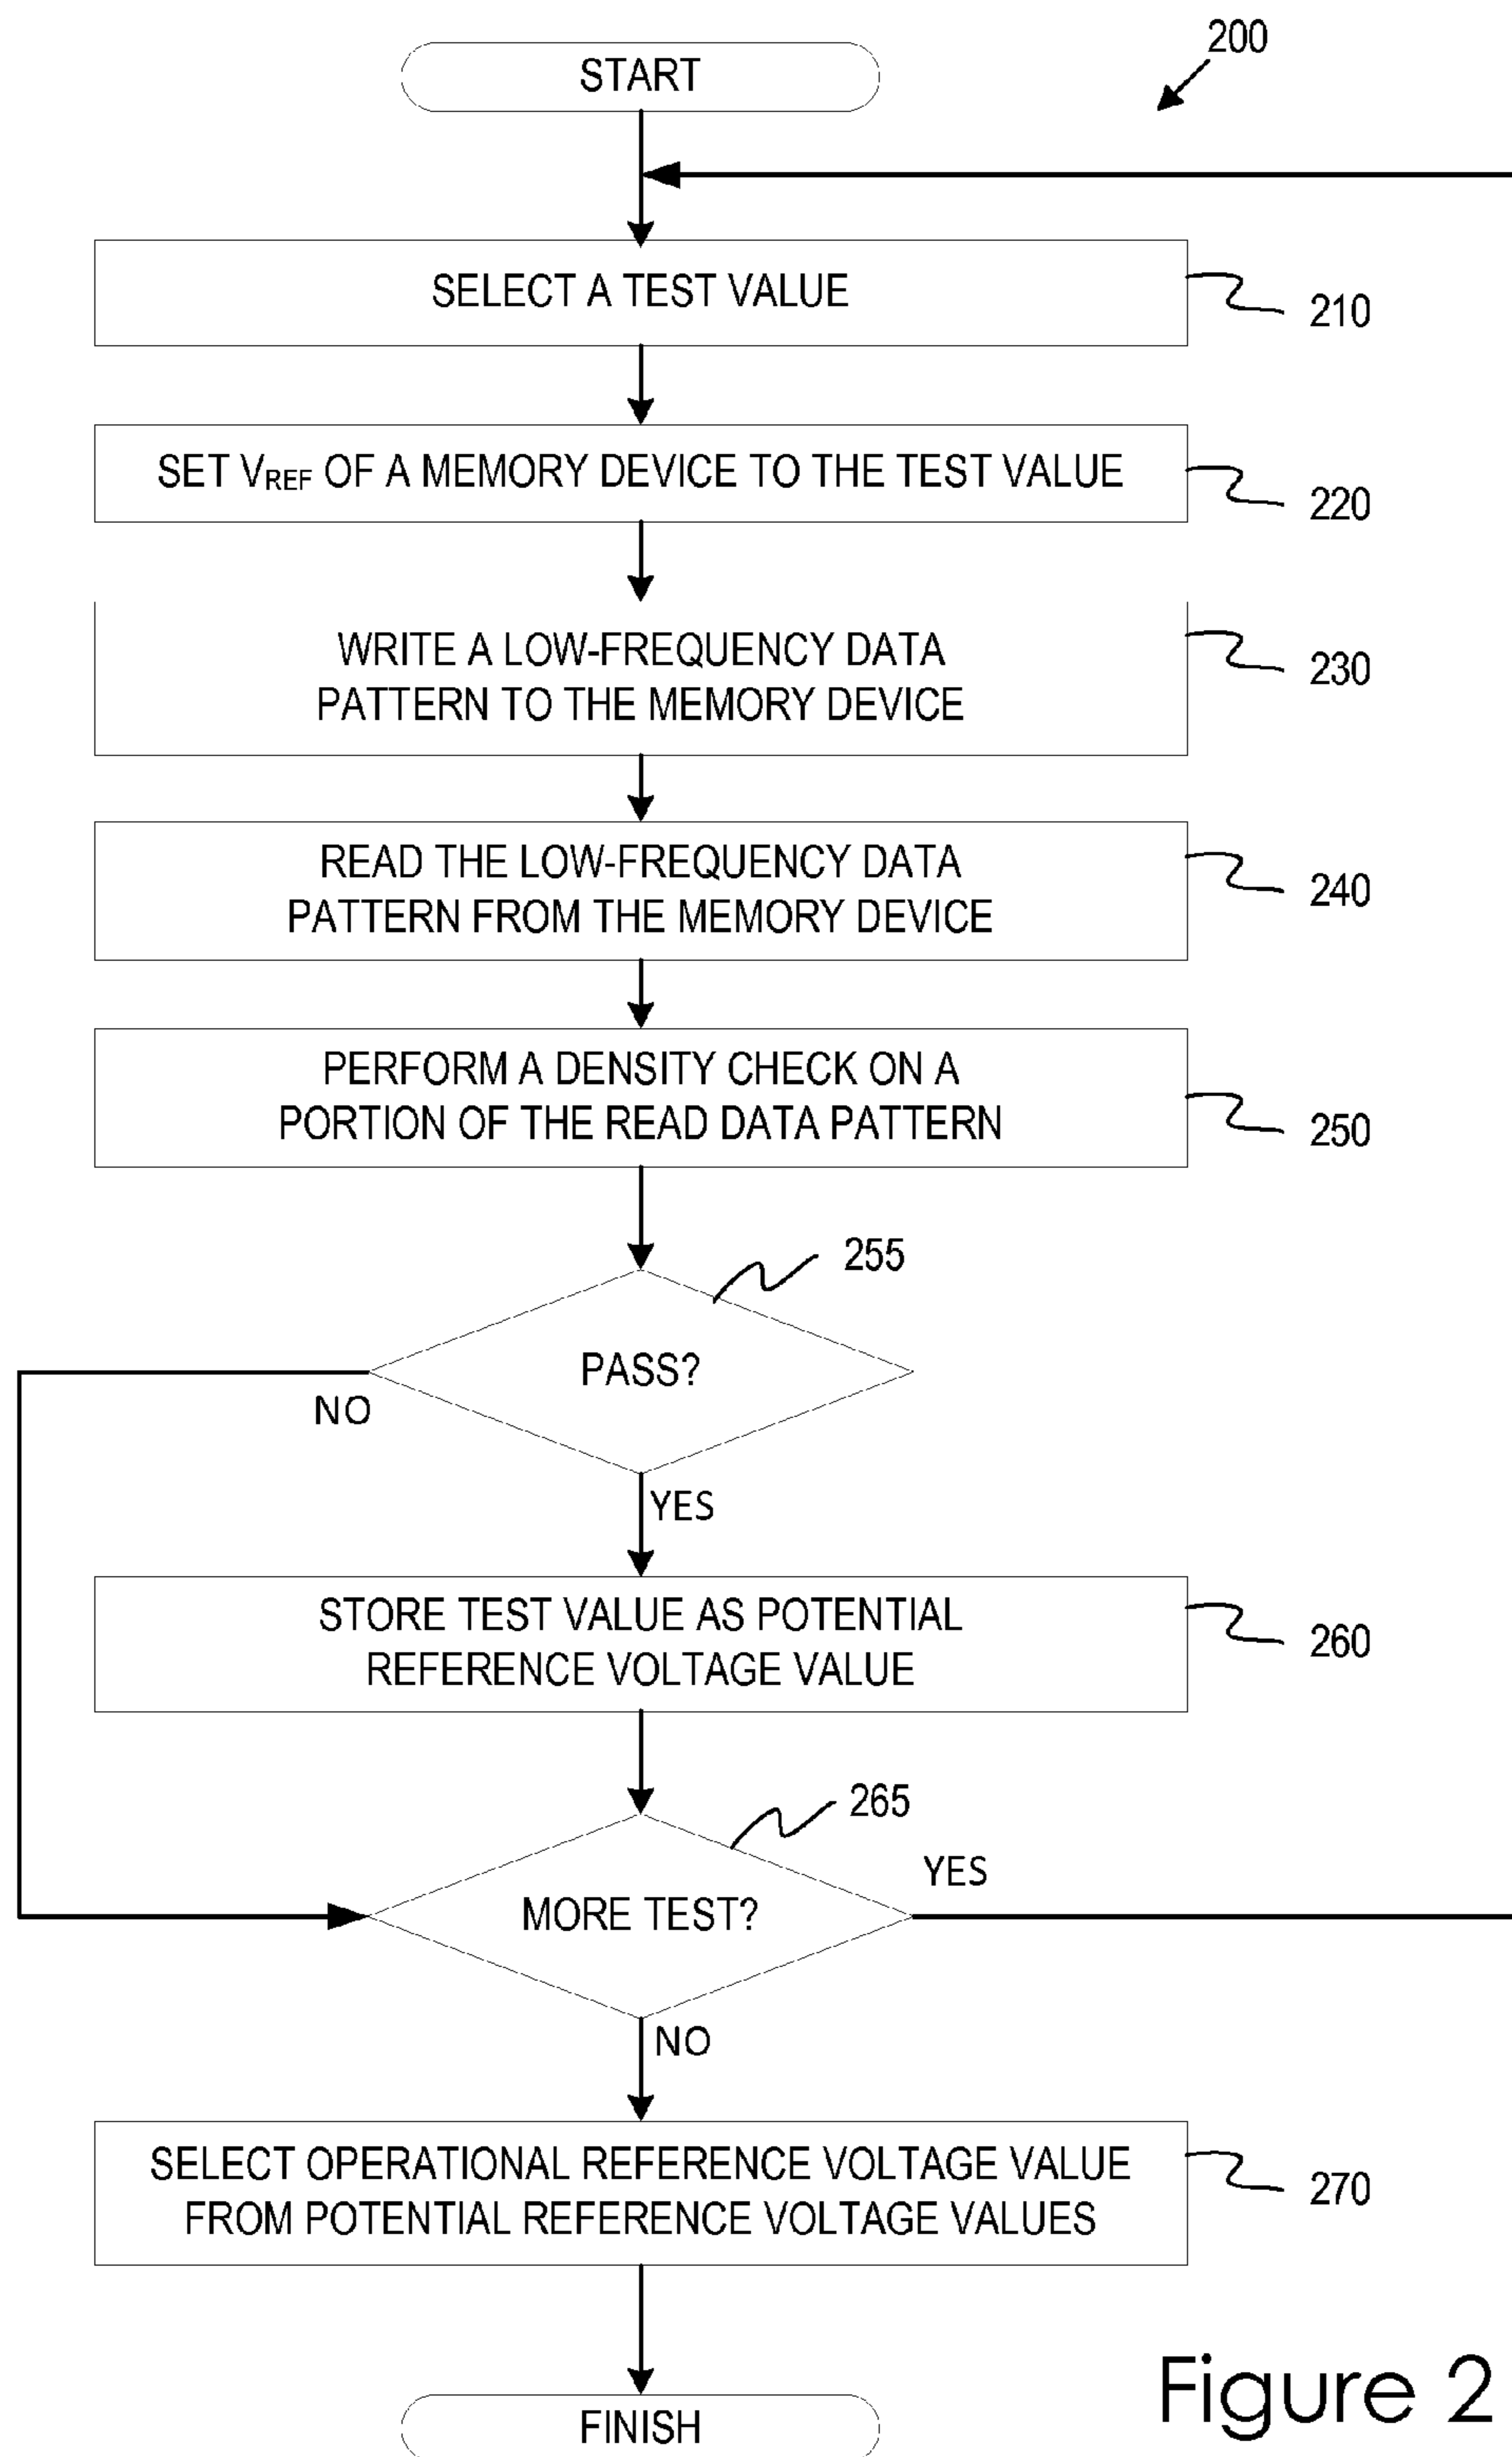 200
START
SELECT A TEST VALUE
210
SET VREF OF A MEMORY DEVICE TO THE TEST VALUE
220
WRITE A LOW-FREQUENCY DATA
PATTERN TO THE MEMORY DEVICE
230
READ THE LOW-FREQUENCY DATA
PATTERN FROM THE MEMORY DEVICE
240
PERFORM A DENSITY CHECK ON A
PORTION OF THE READ DATA PATTERN
250
255
PASS?
NO
YES
STORE TEST VALUE AS POTENTIAL
REFERENCE VOLTAGE VALUE
260
265
YES
MORE TEST?
NO
SELECT OPERATIONAL REFERENCE VOLTAGE VALUE
FROM POTENTIAL REFERENCE VOLTAGE VALUES
270
FINISH
Figure 2